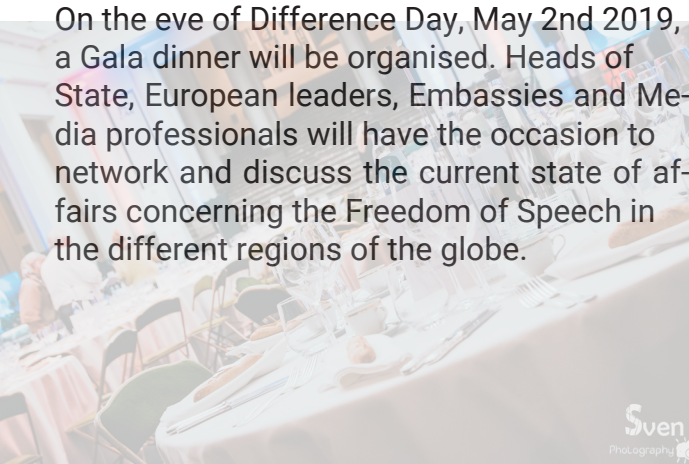 On the eve of Difference Day, May 2nd 2019,
a Gala dinner will be organised. Heads of
State, European leaders, Embassies and Me-
dia professionals will have the occasion to
network and discuss the current state of af-
fairs concerning the Freedom of Speech in
the different regions of the globe.
Sven
PhoLography